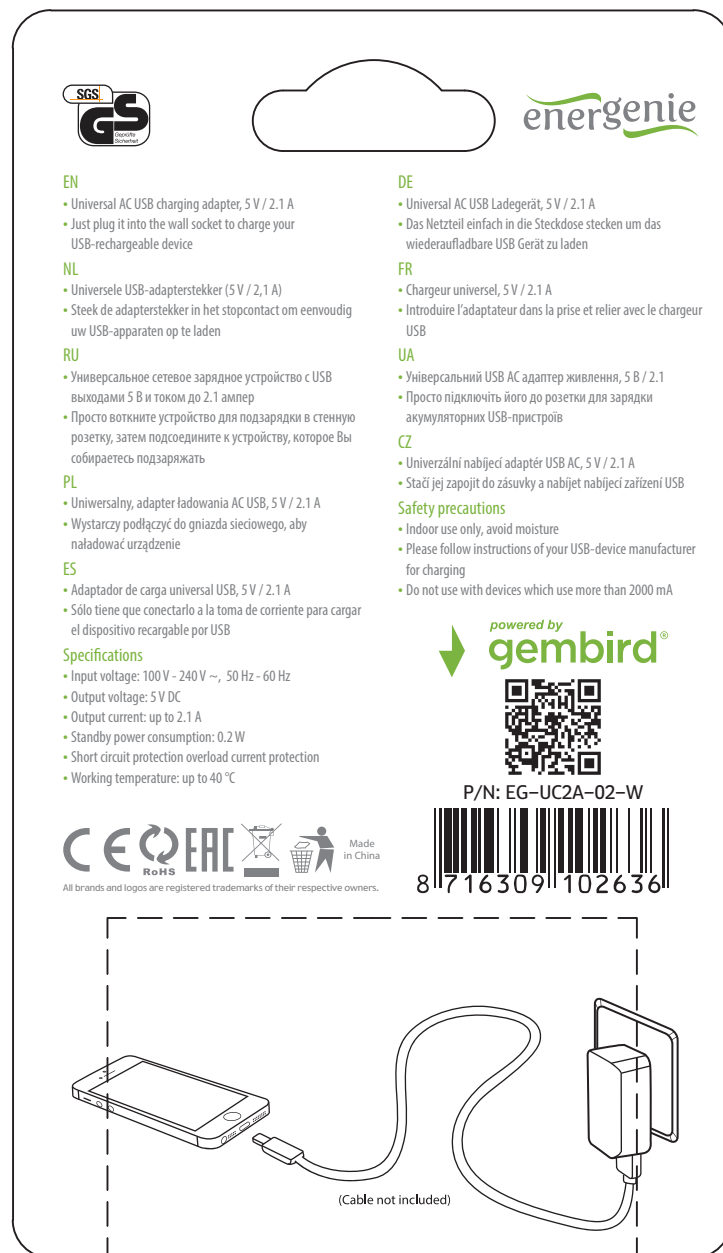 SGS
GS
Geprüfte
Sicherheit
energenie
EN
• Universal AC USB charging adapter, 5 V / 2.1 A
• Just plug it into the wall socket to charge your
USB-rechargeable device
NL
• Universele USB-adapterstekker (5 V / 2,1 A)
• Steek de adapterstekker in het stopcontact om eenvoudig
uw USB-apparaten op te laden
RU
• Универсальное сетевое зарядное устройство с USB
выходами 5 В и током до 2.1 ампер
• Просто воткните устройство для подзарядки в стенную
розетку, затем подсоедините к устройству, которое Вы
собираетесь подзаряжать
PL
• Uniwersalny, adapter ładowania AC USB, 5 V / 2.1 A
• Wystarczy podłączyć do gniazda sieciowego, aby
naładować urządzenie
ES
• Adaptador de carga universal USB, 5 V / 2.1 A
• Sólo tiene que conectarlo a la toma de corriente para cargar
el dispositivo recargable por USB
Specifications
• Input voltage: 100 V - 240 V ~, 50 Hz - 60 Hz
• Output voltage: 5 V DC
• Output current: up to 2.1 A
• Standby power consumption: 0.2 W
• Short circuit protection overload current protection
• Working temperature: up to 40 °C
DE
• Universal AC USB Ladegerät, 5 V / 2.1 A
• Das Netzteil einfach in die Steckdose stecken um das
wiederaufladbare USB Gerät zu laden
FR
• Chargeur universel, 5 V / 2.1 A
• Introduire l'adaptateur dans la prise et relier avec le chargeur
USB
UA
• Універсальний USB AC адаптер живлення, 5 В / 2.1
• Просто підключіть його до розетки для зарядки
акумуляторних USB-пристроїв
CZ
• Univerzální nabíjecí adaptér USB AC, 5 V / 2.1 A
• Stačí jej zapojit do zásuvky a nabíjet nabíjecí zařízení USB
Safety precautions
• Indoor use only, avoid moisture
• Please follow instructions of your USB-device manufacturer
for charging
• Do not use with devices which use more than 2000 mA
powered by
gembird®
P/N: EG-UC2A-02-W
8 716309 102636
CE RoHS EAC
Made
in China
All brands and logos are registered trademarks of their respective owners.
(Cable not included)